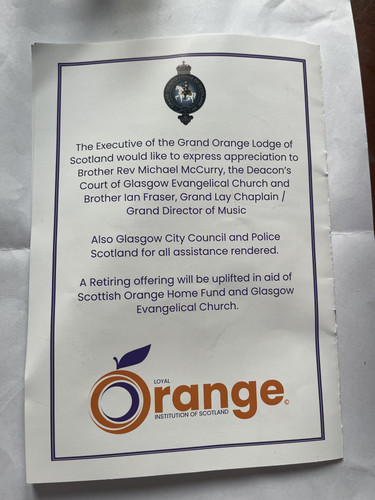 The Executive of the Grand Orange Lodge of
Scotland would like to express appreciation to
Brother Rev Michael McCurry, the Deacon's
Court of Glasgow Evangelical Church and
Brother Ian Fraser, Grand Lay Chaplain /
Grand Director of Music
Also Glasgow City Council and Police
Scotland for all assistance rendered.
A Retiring offering will be uplifted in aid of
Scottish Orange Home Fund and Glasgow
Evangelical Church.
LOYAL
Orange©
INSTITUTION OF SCOTLAND